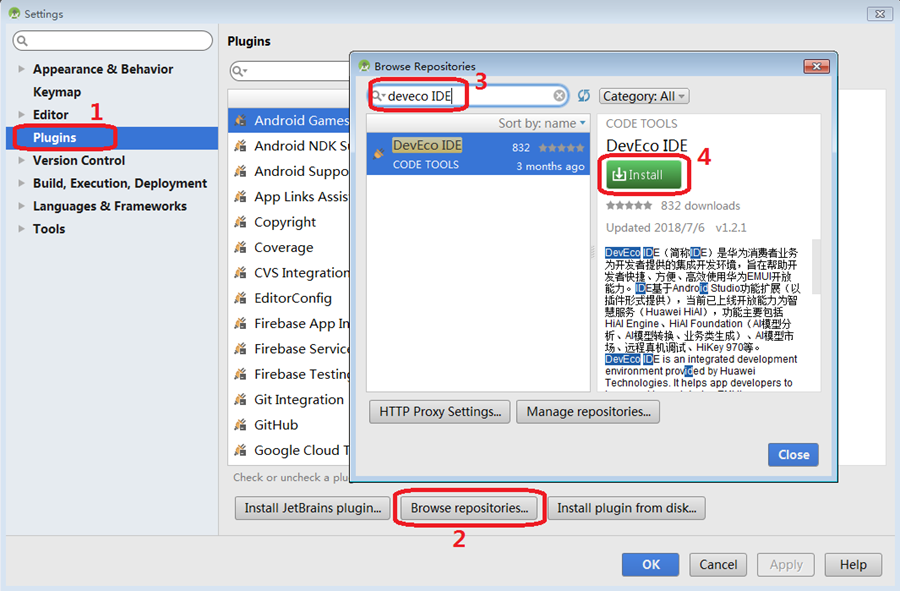 Settings
Appearance & Behavior
Keymap
Editor
1
Plugins
Version Control
Build, Execution, Deployment
Languages & Frameworks
Tools
Plugins
Android Games
Android NDK Su
Android Suppo
App Links Assis
Copyright
Coverage
CVS Integration
EditorConfig
Firebase App In
Firebase Service
Firebase Testing
Git Integration
GitHub
Google Cloud T
Check or uncheck a plu
Install JetBrains plugin...
Browse repositories...
Install plugin from disk...
2
OK
Cancel
Apply
Help
Browse Repositories
3
deveco IDE
Category: All
Sort by: name
DevEco IDE
832
CODE TOOLS
3 months ago
CODE TOOLS
DevEco IDE
4
Install
832 downloads
Updated 2018/7/6 v1.2.1
DevEco IDE（简称IDE）是华为消费者业务
为开发者提供的集成开发环境，旨在帮助开
发者快捷、方便、高效使用华为EMUI开放
能力。IDE基于Android Studio功能扩展（以
插件形式提供），当前已上线开放能力为智
慧服务（Huawei HiAI），功能主要包括
HiAI Engine、HiAI Foundation（AI模型分
析、AI模型转换、业务类生成）、AI模型市
场、远程真机调试、HiKey 970等。
DevEco IDE is an integrated development
environment provided by Huawei
Technologies. It helps app developers to
HTTP Proxy Settings...
Manage repositories...
Close